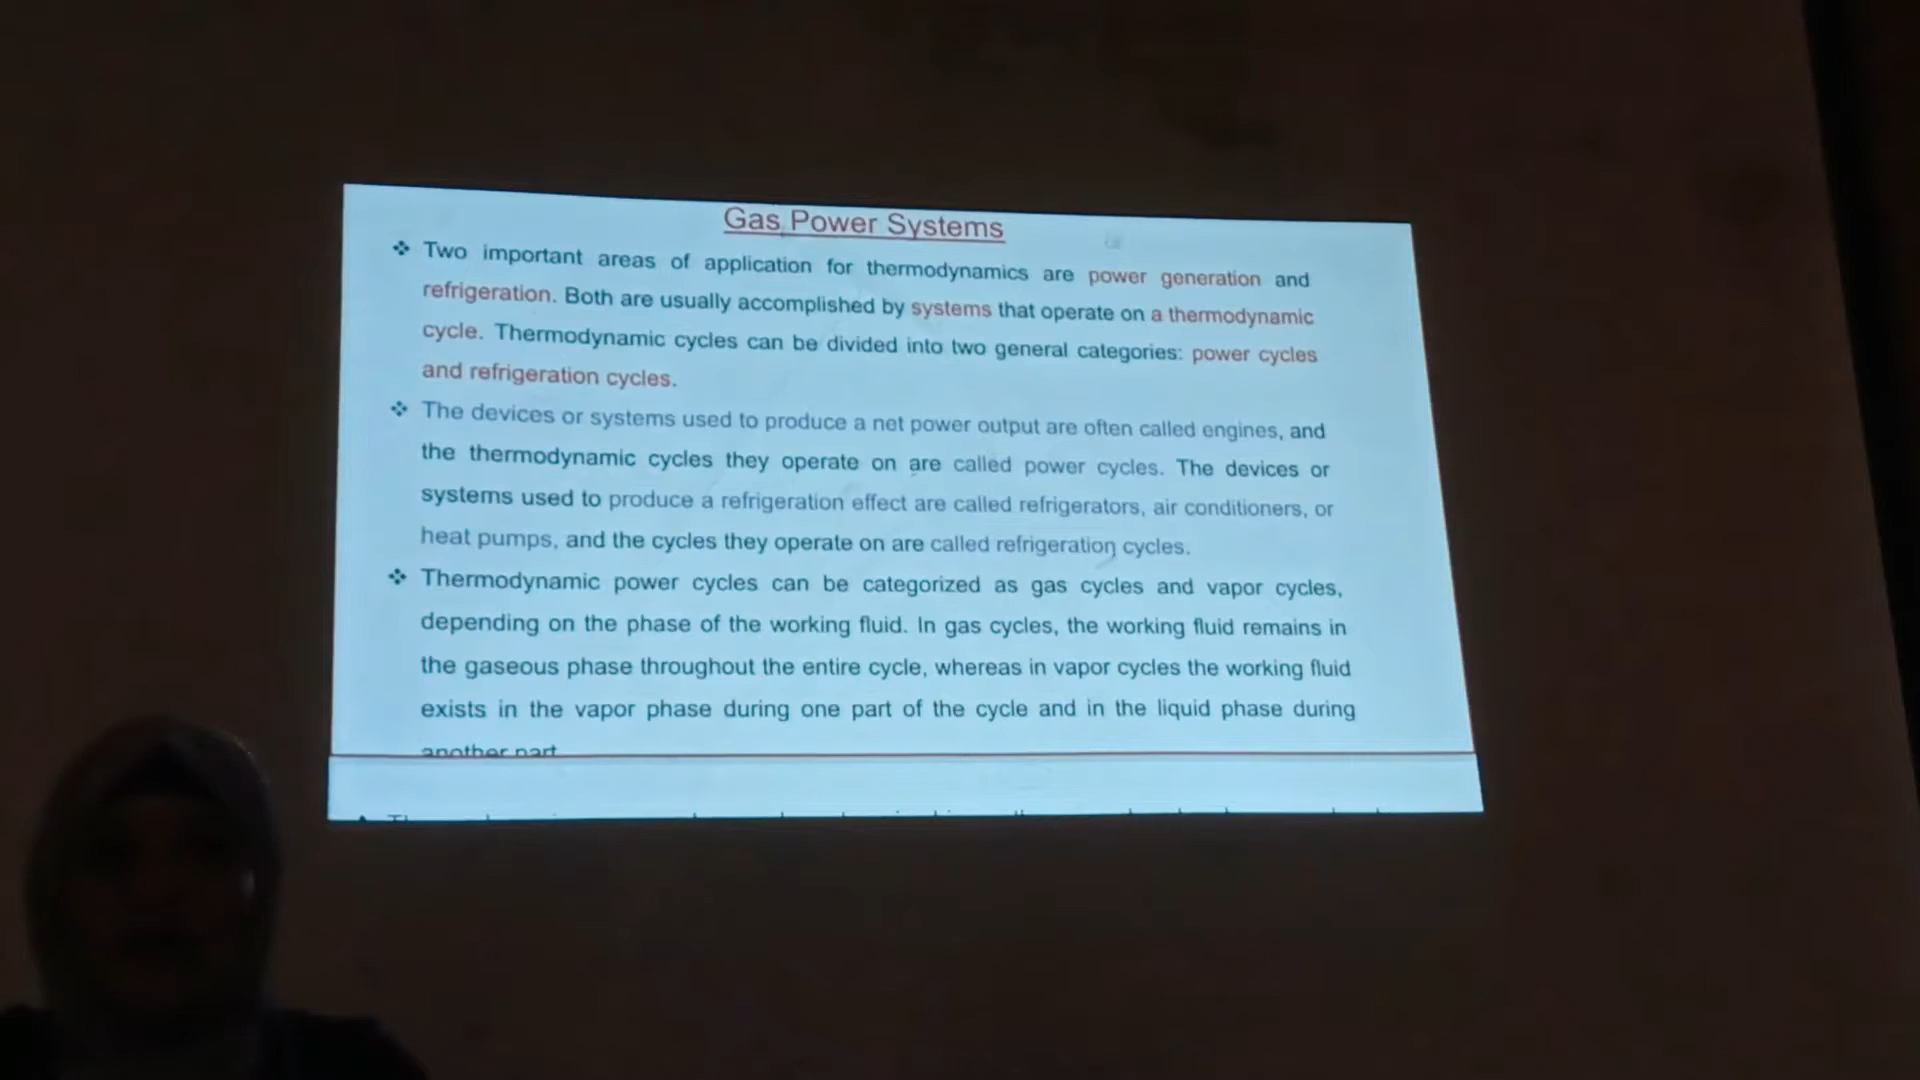 Gas Power Systems
❖ Two important areas of application for thermodynamics are power generation and
refrigeration. Both are usually accomplished by systems that operate on a thermodynamic
cycle. Thermodynamic cycles can be divided into two general categories: power cycles
and refrigeration cycles.
❖ The devices or systems used to produce a net power output are often called engines, and
the thermodynamic cycles they operate on are called power cycles. The devices or
systems used to produce a refrigeration effect are called refrigerators, air conditioners, or
heat pumps, and the cycles they operate on are called refrigeration cycles.
❖ Thermodynamic power cycles can be categorized as gas cycles and vapor cycles,
depending on the phase of the working fluid. In gas cycles, the working fluid remains in
the gaseous phase throughout the entire cycle, whereas in vapor cycles the working fluid
exists in the vapor phase during one part of the cycle and in the liquid phase during
another part